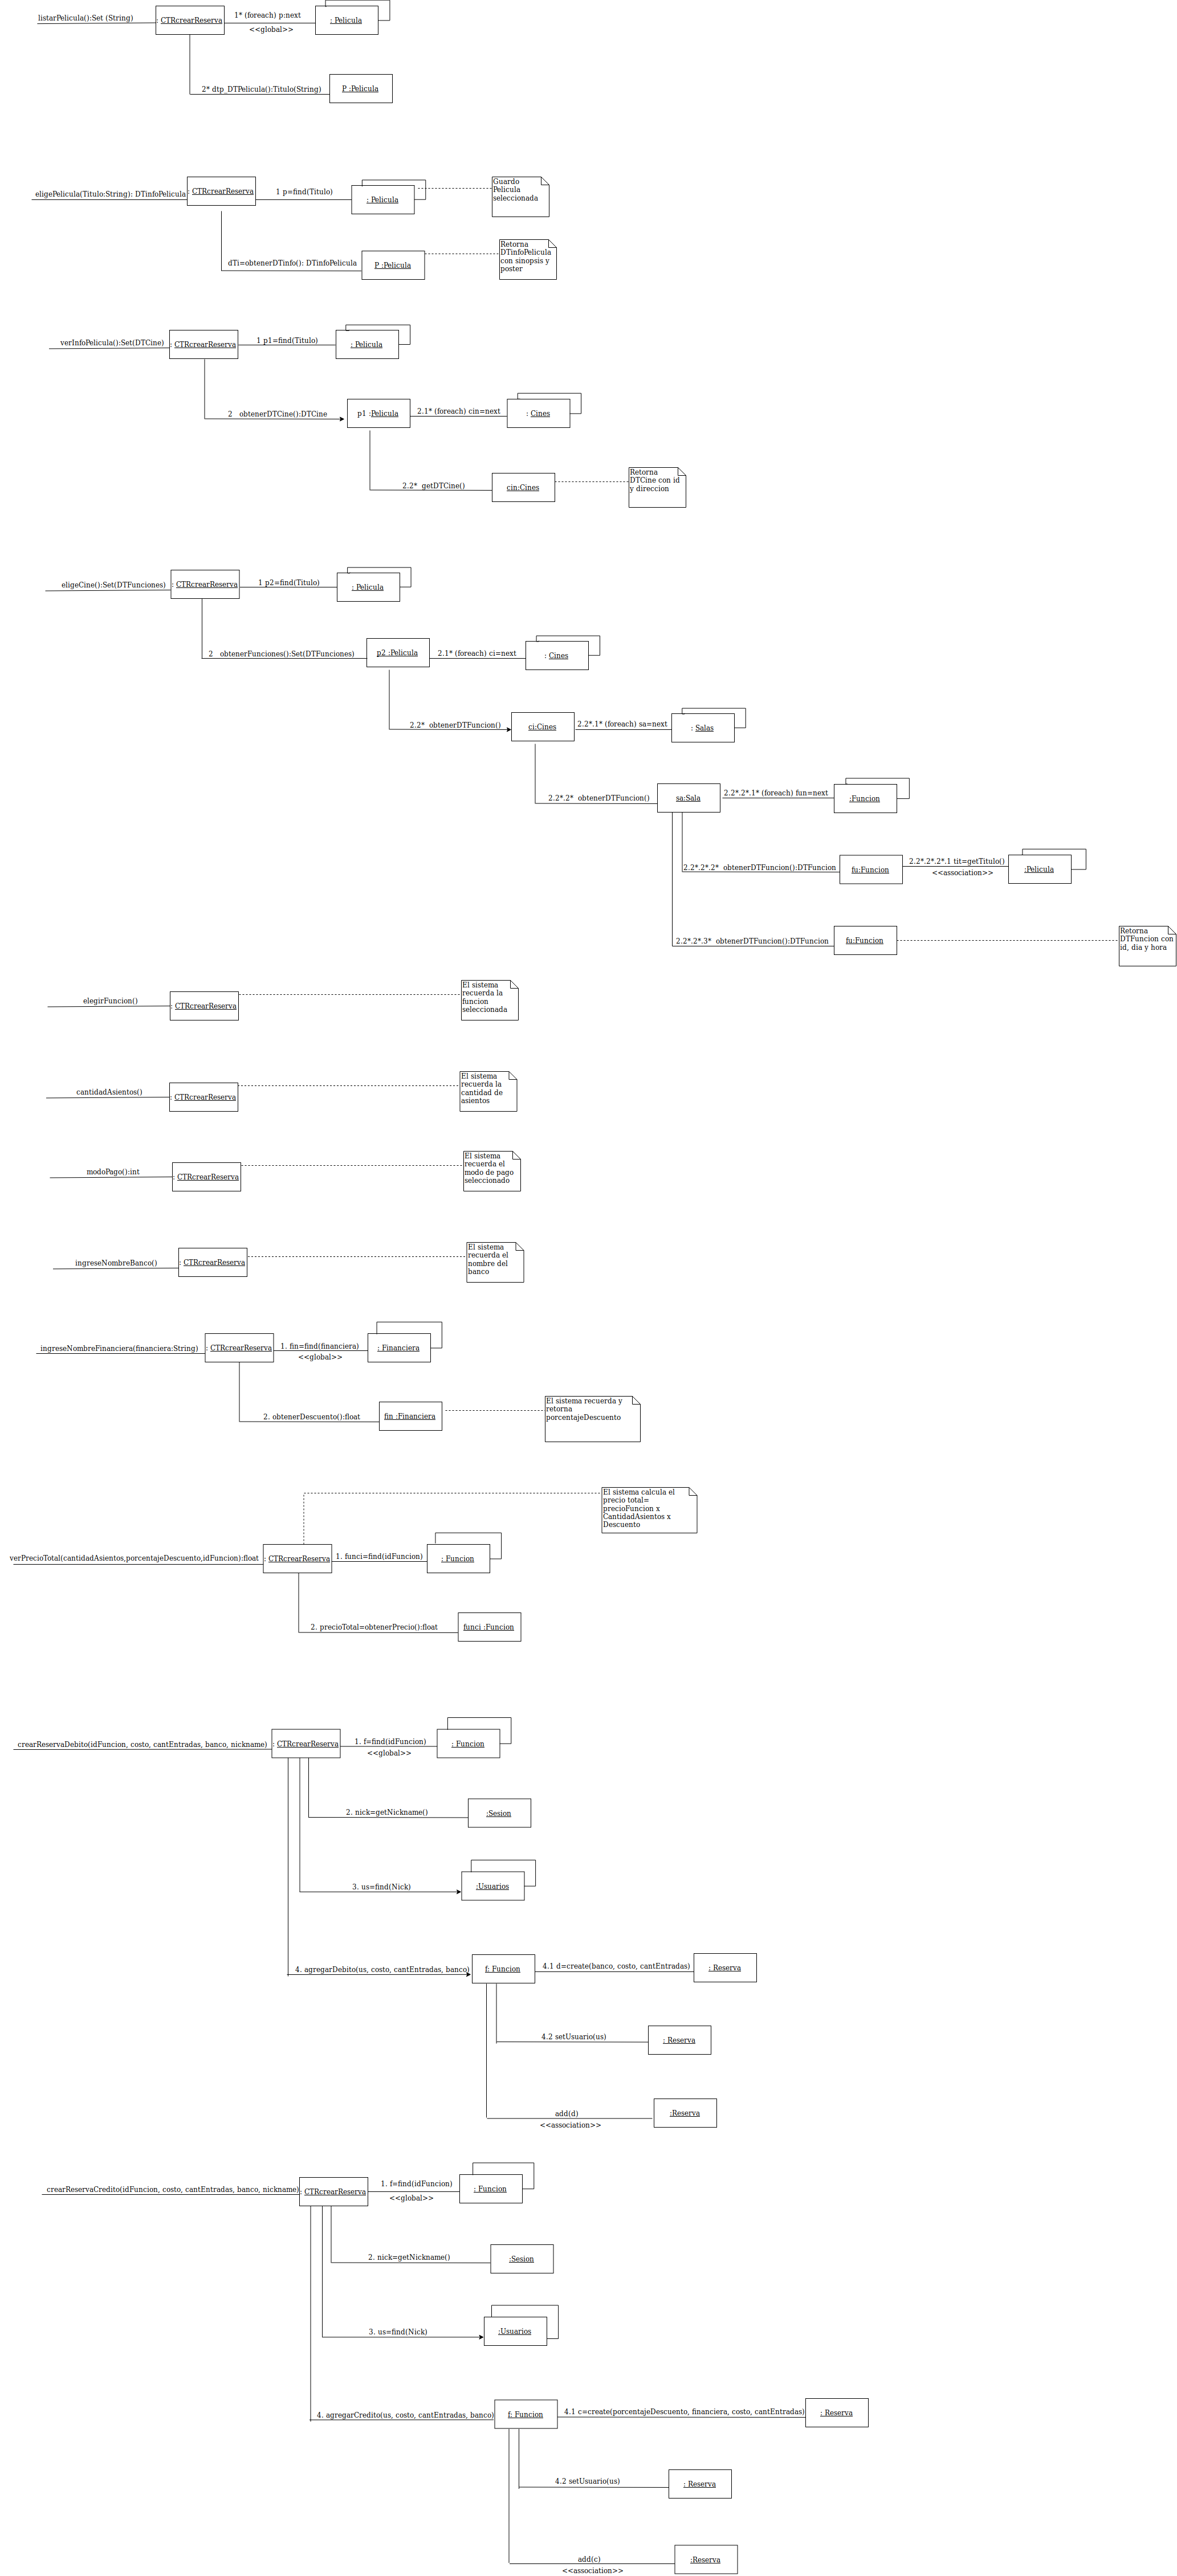 listarPelicula():Set (String)
: CTRcrearReserva
1* (foreach) p:next
<<global>>
: Pelicula
2* dtp_DTPelicula():Titulo(String)
P :Pelicula
eligePelicula(Titulo:String): DTinfoPelicula
: CTRcrearReserva
1 p=find(Titulo)
: Pelicula
Guardo
Pelicula
seleccionada
dTi=obtenerDTinfo(): DTinfoPelicula
P :Pelicula
Retorna
DTinfoPelicula
con sinopsis y
poster
verInfoPelicula():Set(DTCine)
: CTRcrearReserva
1 p1=find(Titulo)
: Pelicula
2   obtenerDTCine():DTCine
p1 :Pelicula
2.1* (foreach) cin=next
: Cines
2.2*  getDTCine()
cin:Cines
Retorna
DTCine con id
y direccion
eligeCine():Set(DTFunciones)
: CTRcrearReserva
1 p2=find(Titulo)
: Pelicula
2   obtenerFunciones():Set(DTFunciones)
p2 :Pelicula
2.1* (foreach) ci=next
: Cines
2.2*  obtenerDTFuncion()
ci:Cines
2.2*.1* (foreach) sa=next
: Salas
2.2*.2*  obtenerDTFuncion()
sa:Sala
2.2*.2*.1* (foreach) fun=next
:Funcion
2.2*.2*.2*  obtenerDTFuncion():DTFuncion
fu:Funcion
2.2*.2*.2*.1 tit=getTitulo()
<<association>>
:Pelicula
2.2*.2*.3*  obtenerDTFuncion():DTFuncion
fu:Funcion
Retorna
DTFuncion con
id, dia y hora
elegirFuncion()
: CTRcrearReserva
El sistema
recuerda la
funcion
seleccionada
cantidadAsientos()
: CTRcrearReserva
El sistema
recuerda la
cantidad de
asientos
modoPago():int
: CTRcrearReserva
El sistema
recuerda el
modo de pago
seleccionado
ingreseNombreBanco()
: CTRcrearReserva
El sistema
recuerda el
nombre del
banco
ingreseNombreFinanciera(financiera:String)
: CTRcrearReserva
1. fin=find(financiera)
<<global>>
: Financiera
2. obtenerDescuento():float
fin :Financiera
El sistema recuerda y
retorna
porcentajeDescuento
El sistema calcula el
precio total=
precioFuncion x
CantidadAsientos x
Descuento
verPrecioTotal(cantidadAsientos,porcentajeDescuento,idFuncion):float
: CTRcrearReserva
1. funci=find(idFuncion)
: Funcion
2. precioTotal=obtenerPrecio():float
funci :Funcion
crearReservaDebito(idFuncion, costo, cantEntradas, banco, nickname)
: CTRcrearReserva
1. f=find(idFuncion)
<<global>>
: Funcion
2. nick=getNickname()
:Sesion
3. us=find(Nick)
:Usuarios
4. agregarDebito(us, costo, cantEntradas, banco)
f: Funcion
4.1 d=create(banco, costo, cantEntradas)
: Reserva
4.2 setUsuario(us)
: Reserva
add(d)
<<association>>
:Reserva
crearReservaCredito(idFuncion, costo, cantEntradas, banco, nickname)
: CTRcrearReserva
1. f=find(idFuncion)
<<global>>
: Funcion
2. nick=getNickname()
:Sesion
3. us=find(Nick)
:Usuarios
4. agregarCredito(us, costo, cantEntradas, banco)
f: Funcion
4.1 c=create(porcentajeDescuento, financiera, costo, cantEntradas)
: Reserva
4.2 setUsuario(us)
: Reserva
add(c)
<<association>>
:Reserva